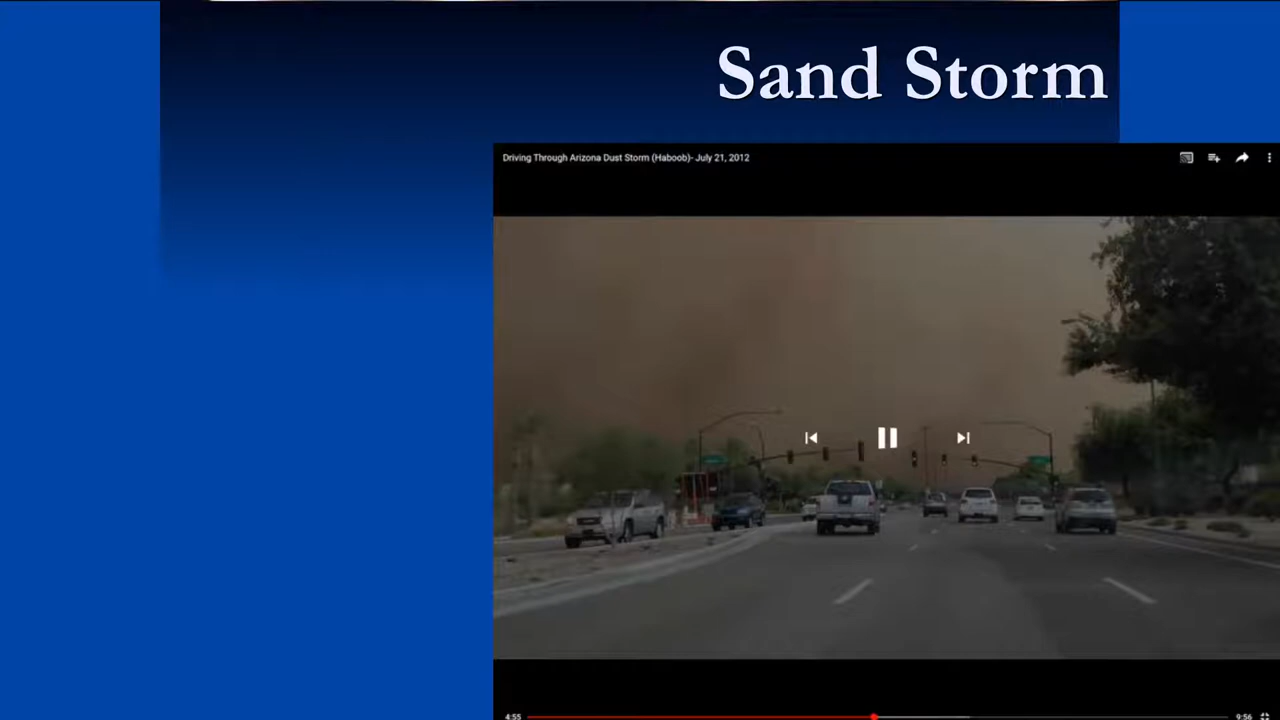 Sand Storm
Driving Through Arizona Dust Storm (Haboob)- July 21, 2012
4:55
9:56